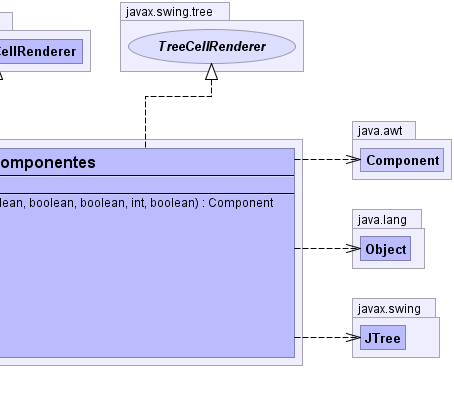 javax.swing.tree
CellRenderer
TreeCellRenderer
java.awt
omponentes
Component
lean, boolean, boolean, int, boolean) : Component
java.lang
Object
javax.swing
JTree